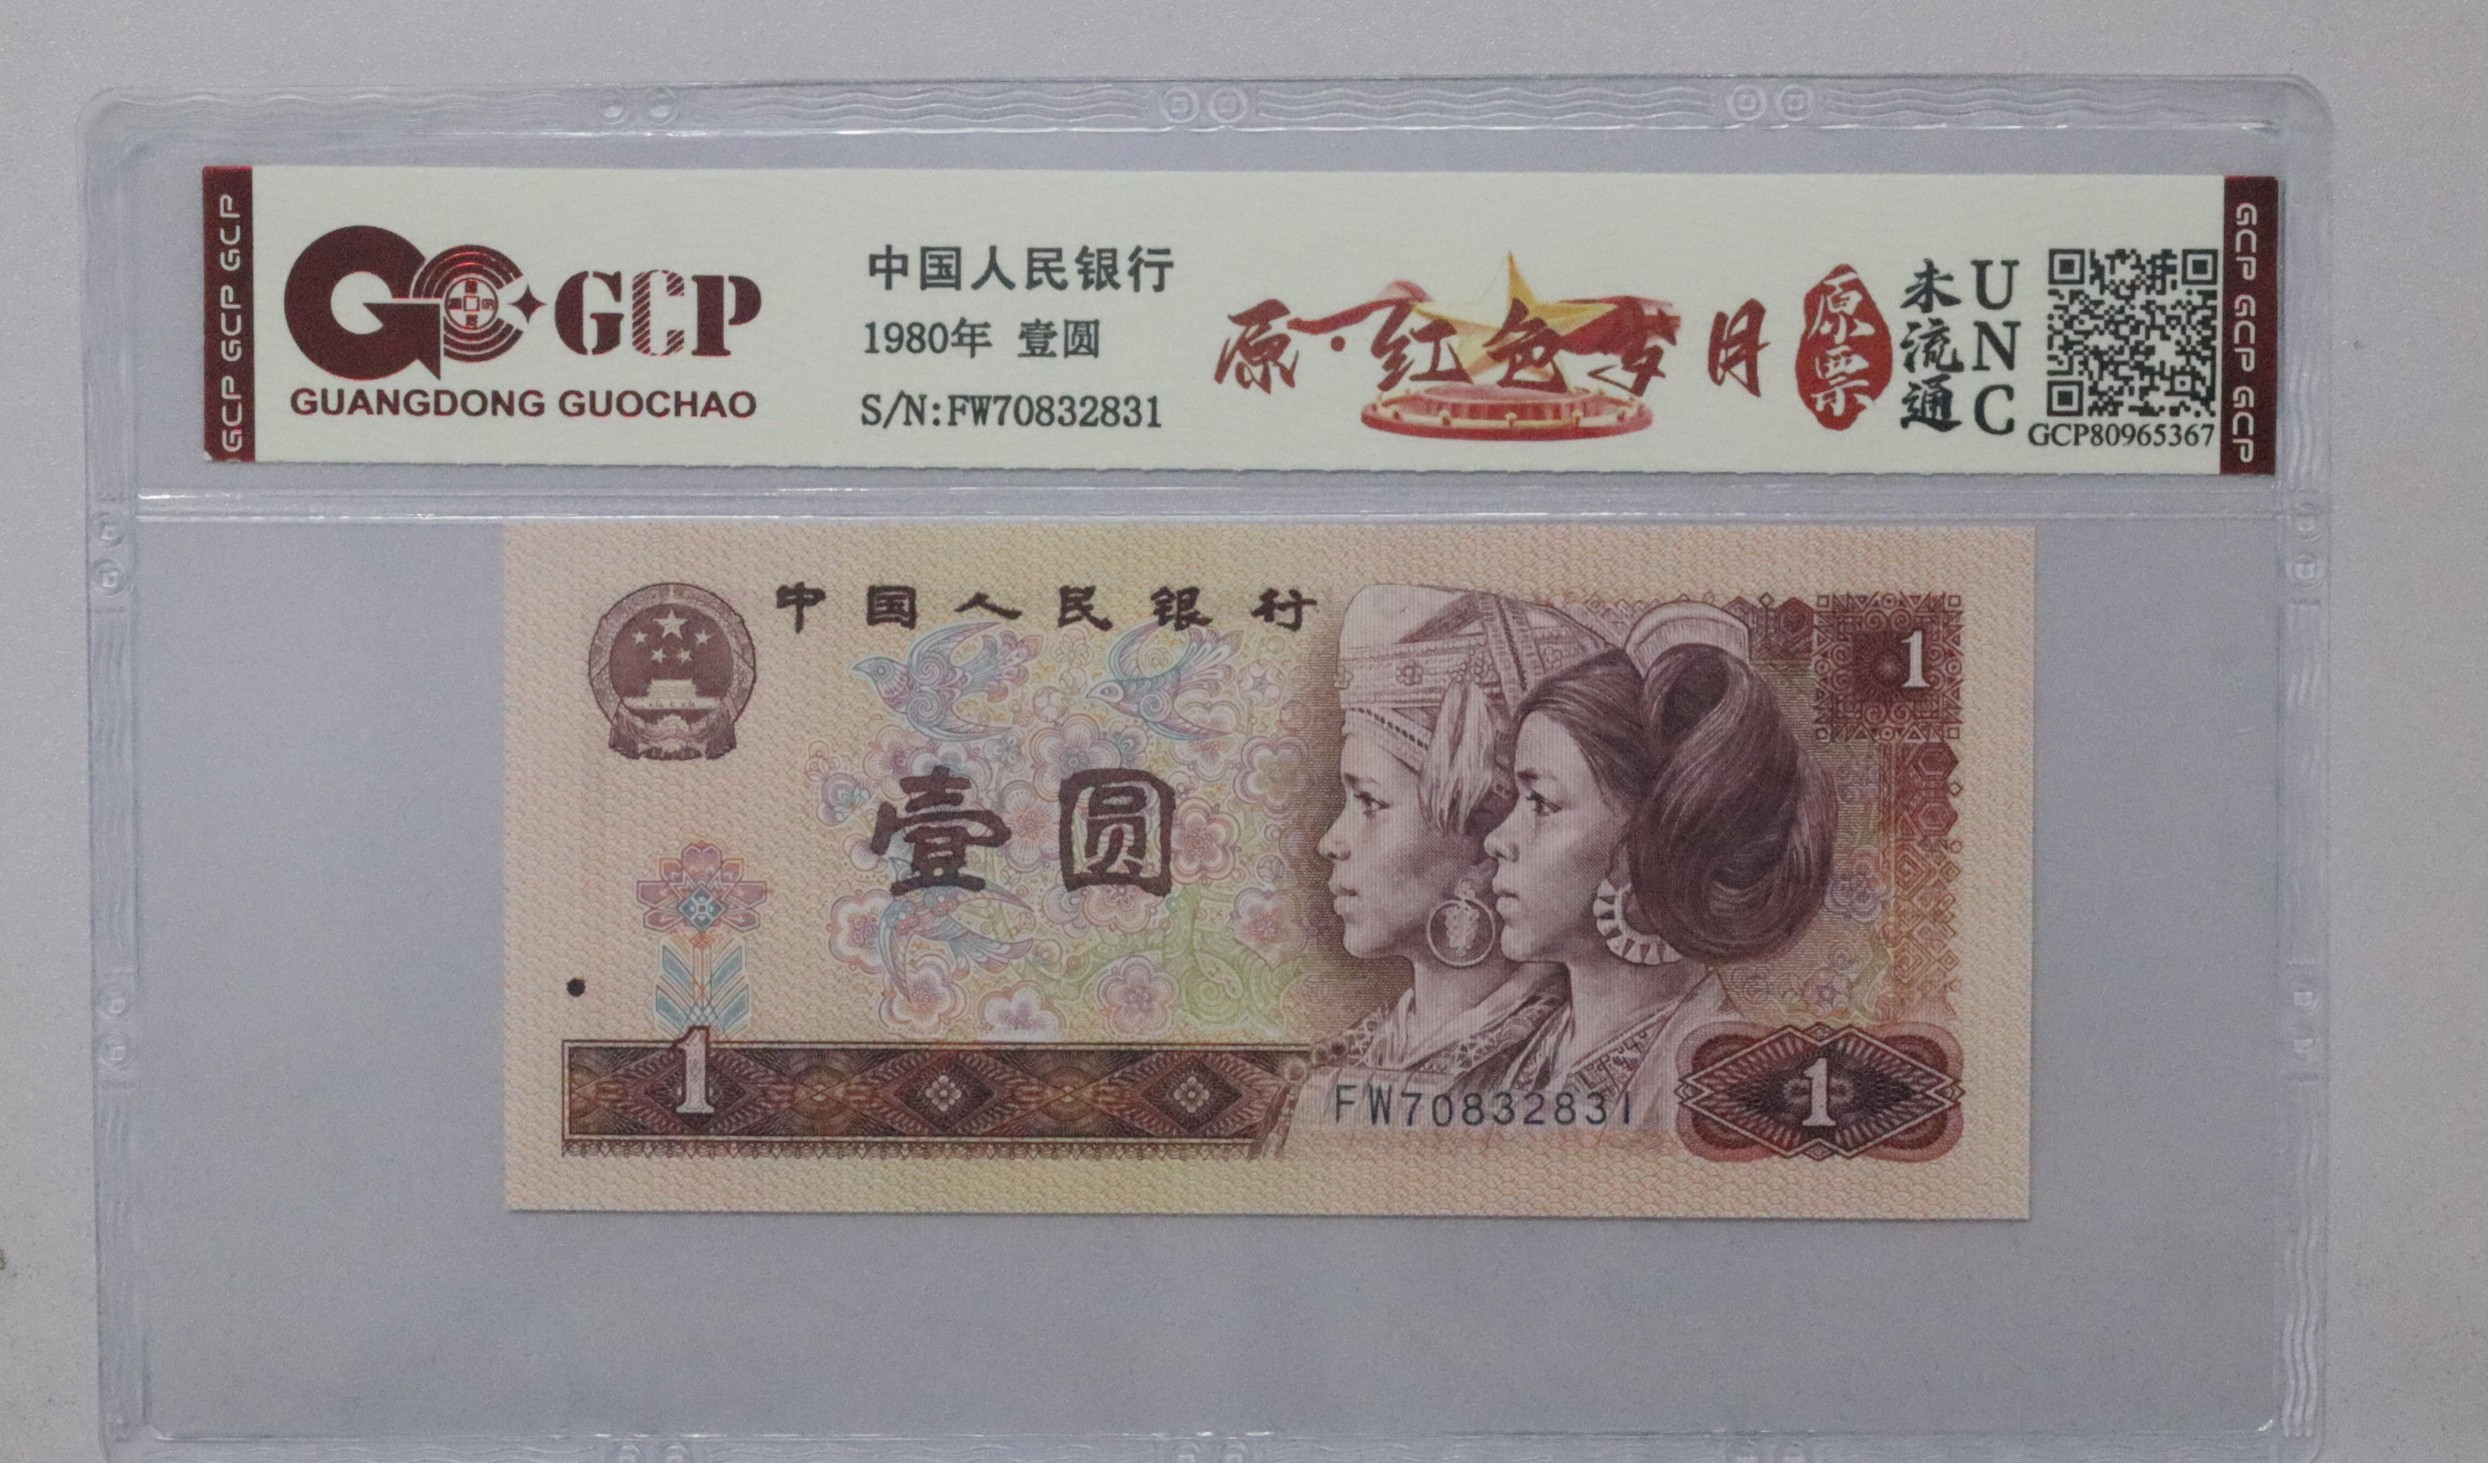 GCP GCP GCP
GCP
GUANGDONG GUOCHAO
中国人民银行
1980年 壹圆
S/N:FW70832831
原·红色岁月
原票
未流通
UNC
GCP80965367
GCP GCP GCP
中国人民银行
1
壹圆
1
FW70832831
1